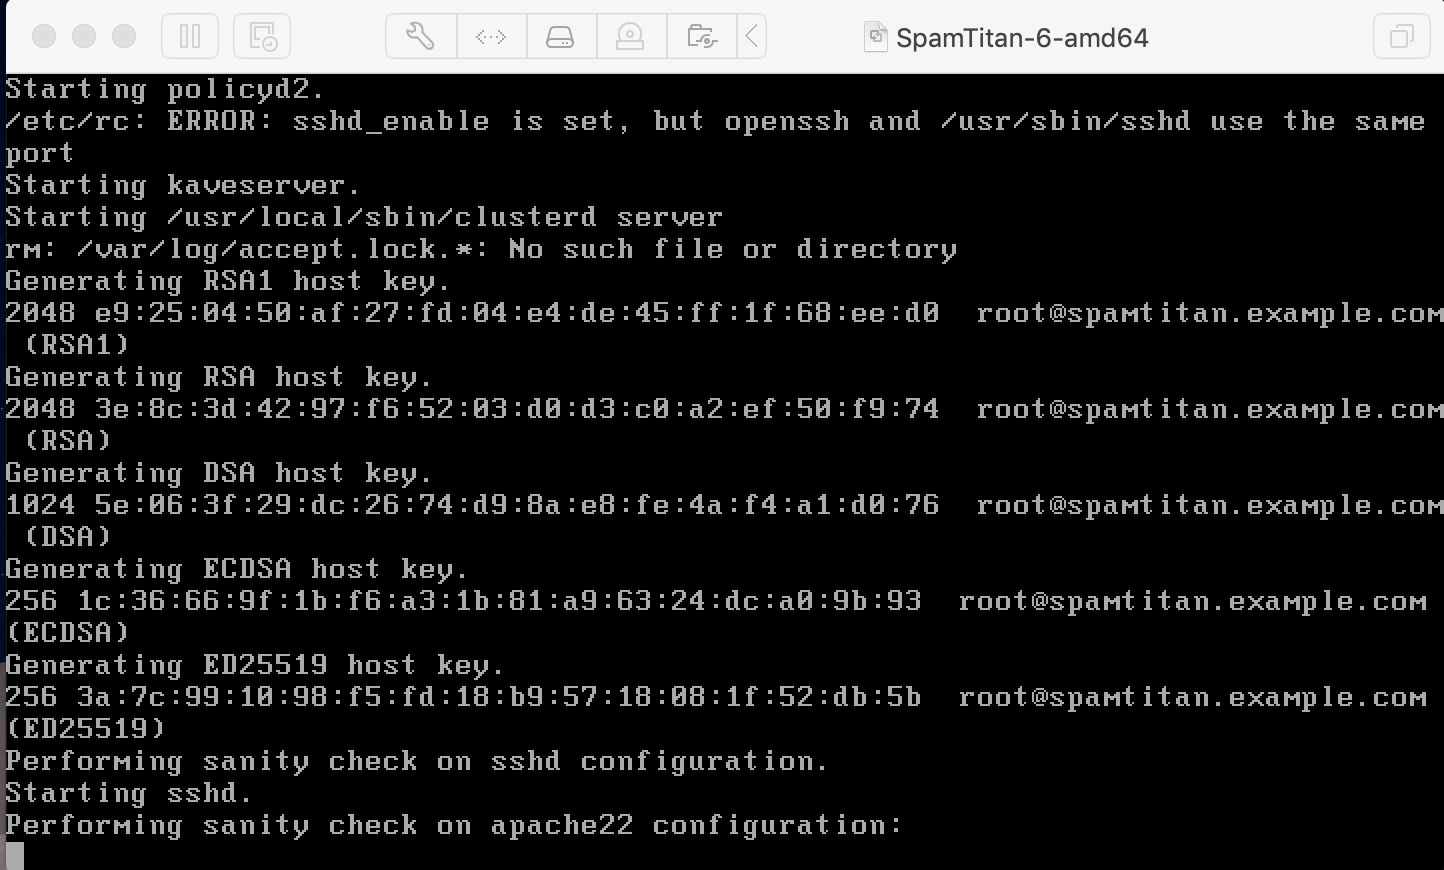 SpamTitan-6-amd64
Starting policyd2.
/etc/rc: ERROR: sshd_enable is set, but openssh and /usr/sbin/sshd use the same
port
Starting kaveserver.
Starting /usr/local/sbin/clusterd server
rm: /var/log/accept.lock.*: No such file or directory
Generating RSA1 host key.
2048 e9:25:04:50:af:27:fd:04:e4:de:45:ff:1f:68:ee:d0  root@spamtitan.example.com
 (RSA1)
Generating RSA host key.
2048 3e:8c:3d:42:97:f6:52:03:d0:d3:c0:a2:ef:50:f9:74  root@spamtitan.example.com
 (RSA)
Generating DSA host key.
1024 5e:06:3f:29:dc:26:74:d9:8a:e8:fe:4a:f4:a1:d0:76  root@spamtitan.example.com
 (DSA)
Generating ECDSA host key.
256 1c:36:66:9f:1b:f6:a3:1b:81:a9:63:24:dc:a0:9b:93  root@spamtitan.example.com
(ECDSA)
Generating ED25519 host key.
256 3a:7c:99:10:98:f5:fd:18:b9:57:18:08:1f:52:db:5b  root@spamtitan.example.com
(ED25519)
Performing sanity check on sshd configuration.
Starting sshd.
Performing sanity check on apache22 configuration: